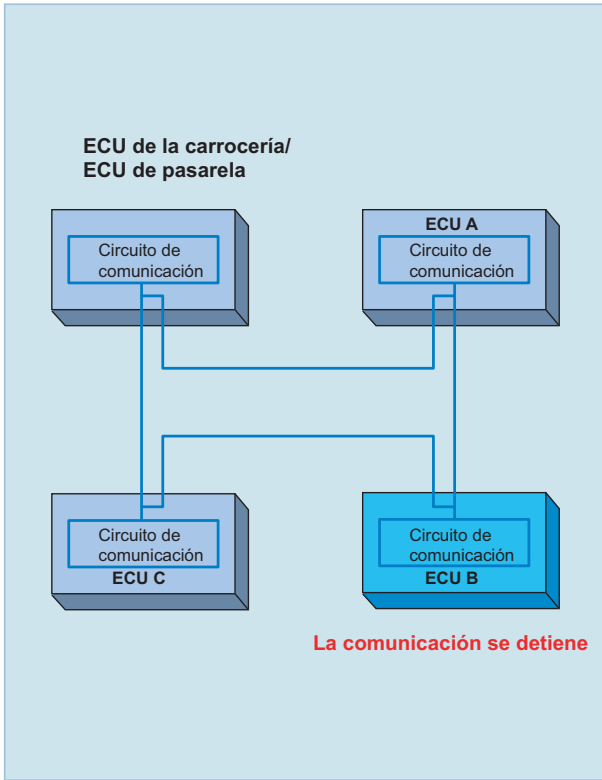 ECU de la carrocería/
ECU de pasarela
Circuito de
comunicación
ECU A
Circuito de
comunicación
Circuito de
comunicación
ECU C
Circuito de
comunicación
ECU B
La comunicación se detiene